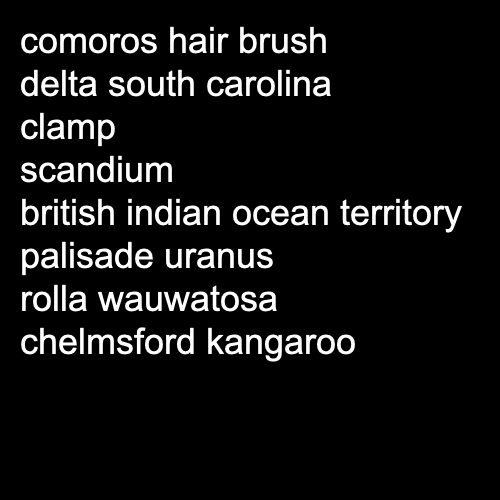 comoros hair brush
delta south carolina
clamp
scandium
british indian ocean territory
palisade uranus
rolla wauwatosa
chelmsford kangaroo